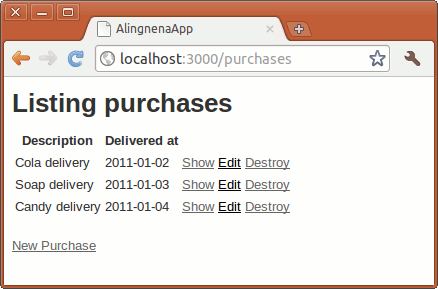 AlingnenaApp
localhost:3000/purchases
Listing purchases
Description Delivered at
Cola delivery 2011-01-02 Show Edit Destroy
Soap delivery 2011-01-03 Show Edit Destroy
Candy delivery 2011-01-04 Show Edit Destroy
New Purchase